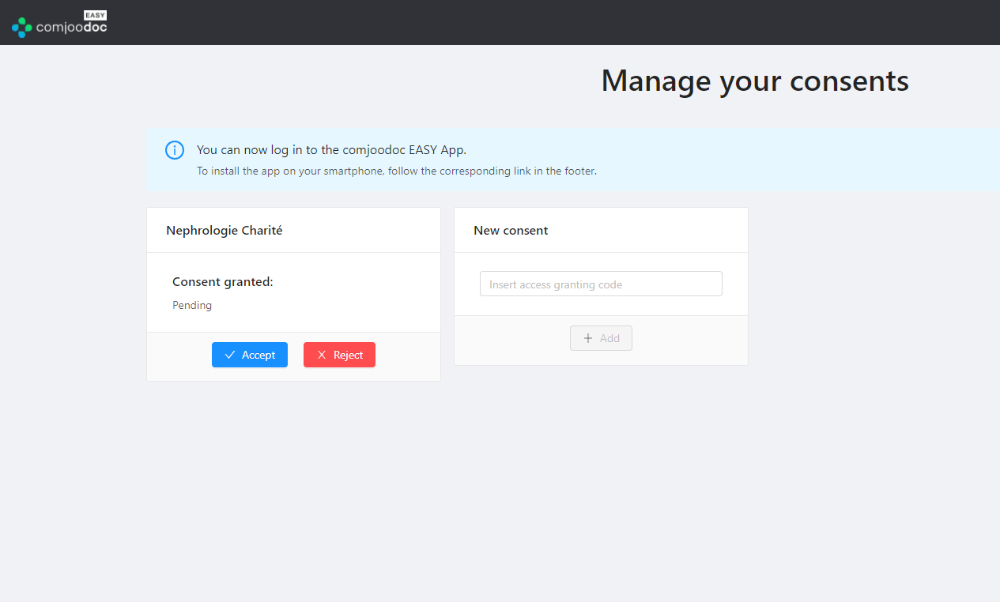 EASY
comjoodoc
Manage your consents
You can now log in to the comjoodoc EASY App.
To install the app on your smartphone, follow the corresponding link in the footer.
Nephrologie Charité
Consent granted:
Pending
Accept
Reject
New consent
Insert access granting code
Add